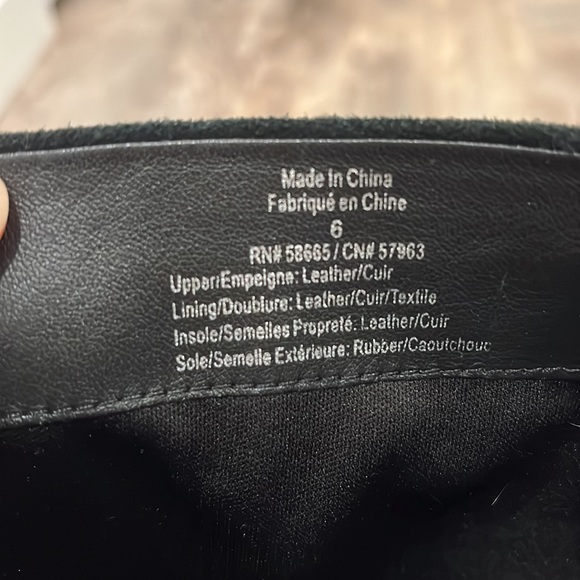 Made In China
Fabriqué en Chine
6
RN# 58665 / CN# 57963
Upper/Empeigne: Leather/Cuir
Lining/Doublure: Leather/Cuir/Textile
Insole/Semelles Propreté: Leather/Cuir
Sole/Semelle Extérieure: Rubber/Caoutchouc